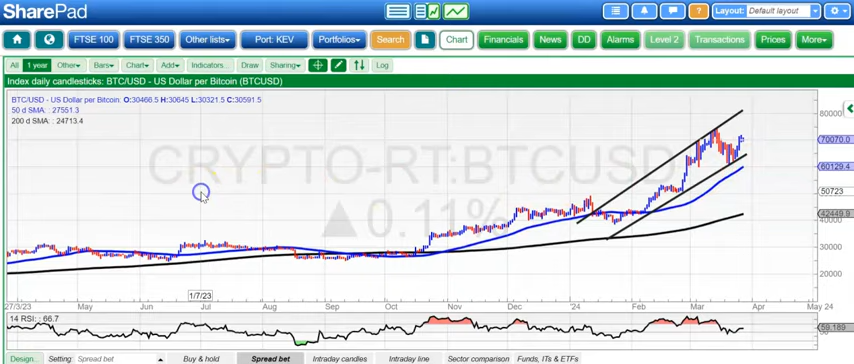 SharePad
Layout: Default layout
FTSE 100 FTSE 350 Other lists Port: KEV Portfolios Search Chart Financials News DD Alarms Level 2 Transactions Prices More
? 
All 1 year Other Bars Chart Add Indicators... Draw Sharing Log
Index daily candlesticks: BTC/USD - US Dollar per Bitcoin (BTCUSD)
BTC/USD - US Dollar per Bitcoin: O:30466.5 H:30645 L:30321.5 C:30591.5
50 d SMA: 27551.3
200 d SMA: 24713.4
CRYPTO-RT:BTCUSD
▲0.11%
80000
70070.0
60129.4
50723
42449.9
30000
20000
1/7/23
27/3/23 May Jun Jul Aug Sep Oct Nov Dec '24 Feb Mar Apr May 24
14 RSI: 66.7
59.189
Design... Setting: Spread bet Buy & hold Spread bet Intraday candles Intraday line Sector comparison Funds, ITs & ETFs